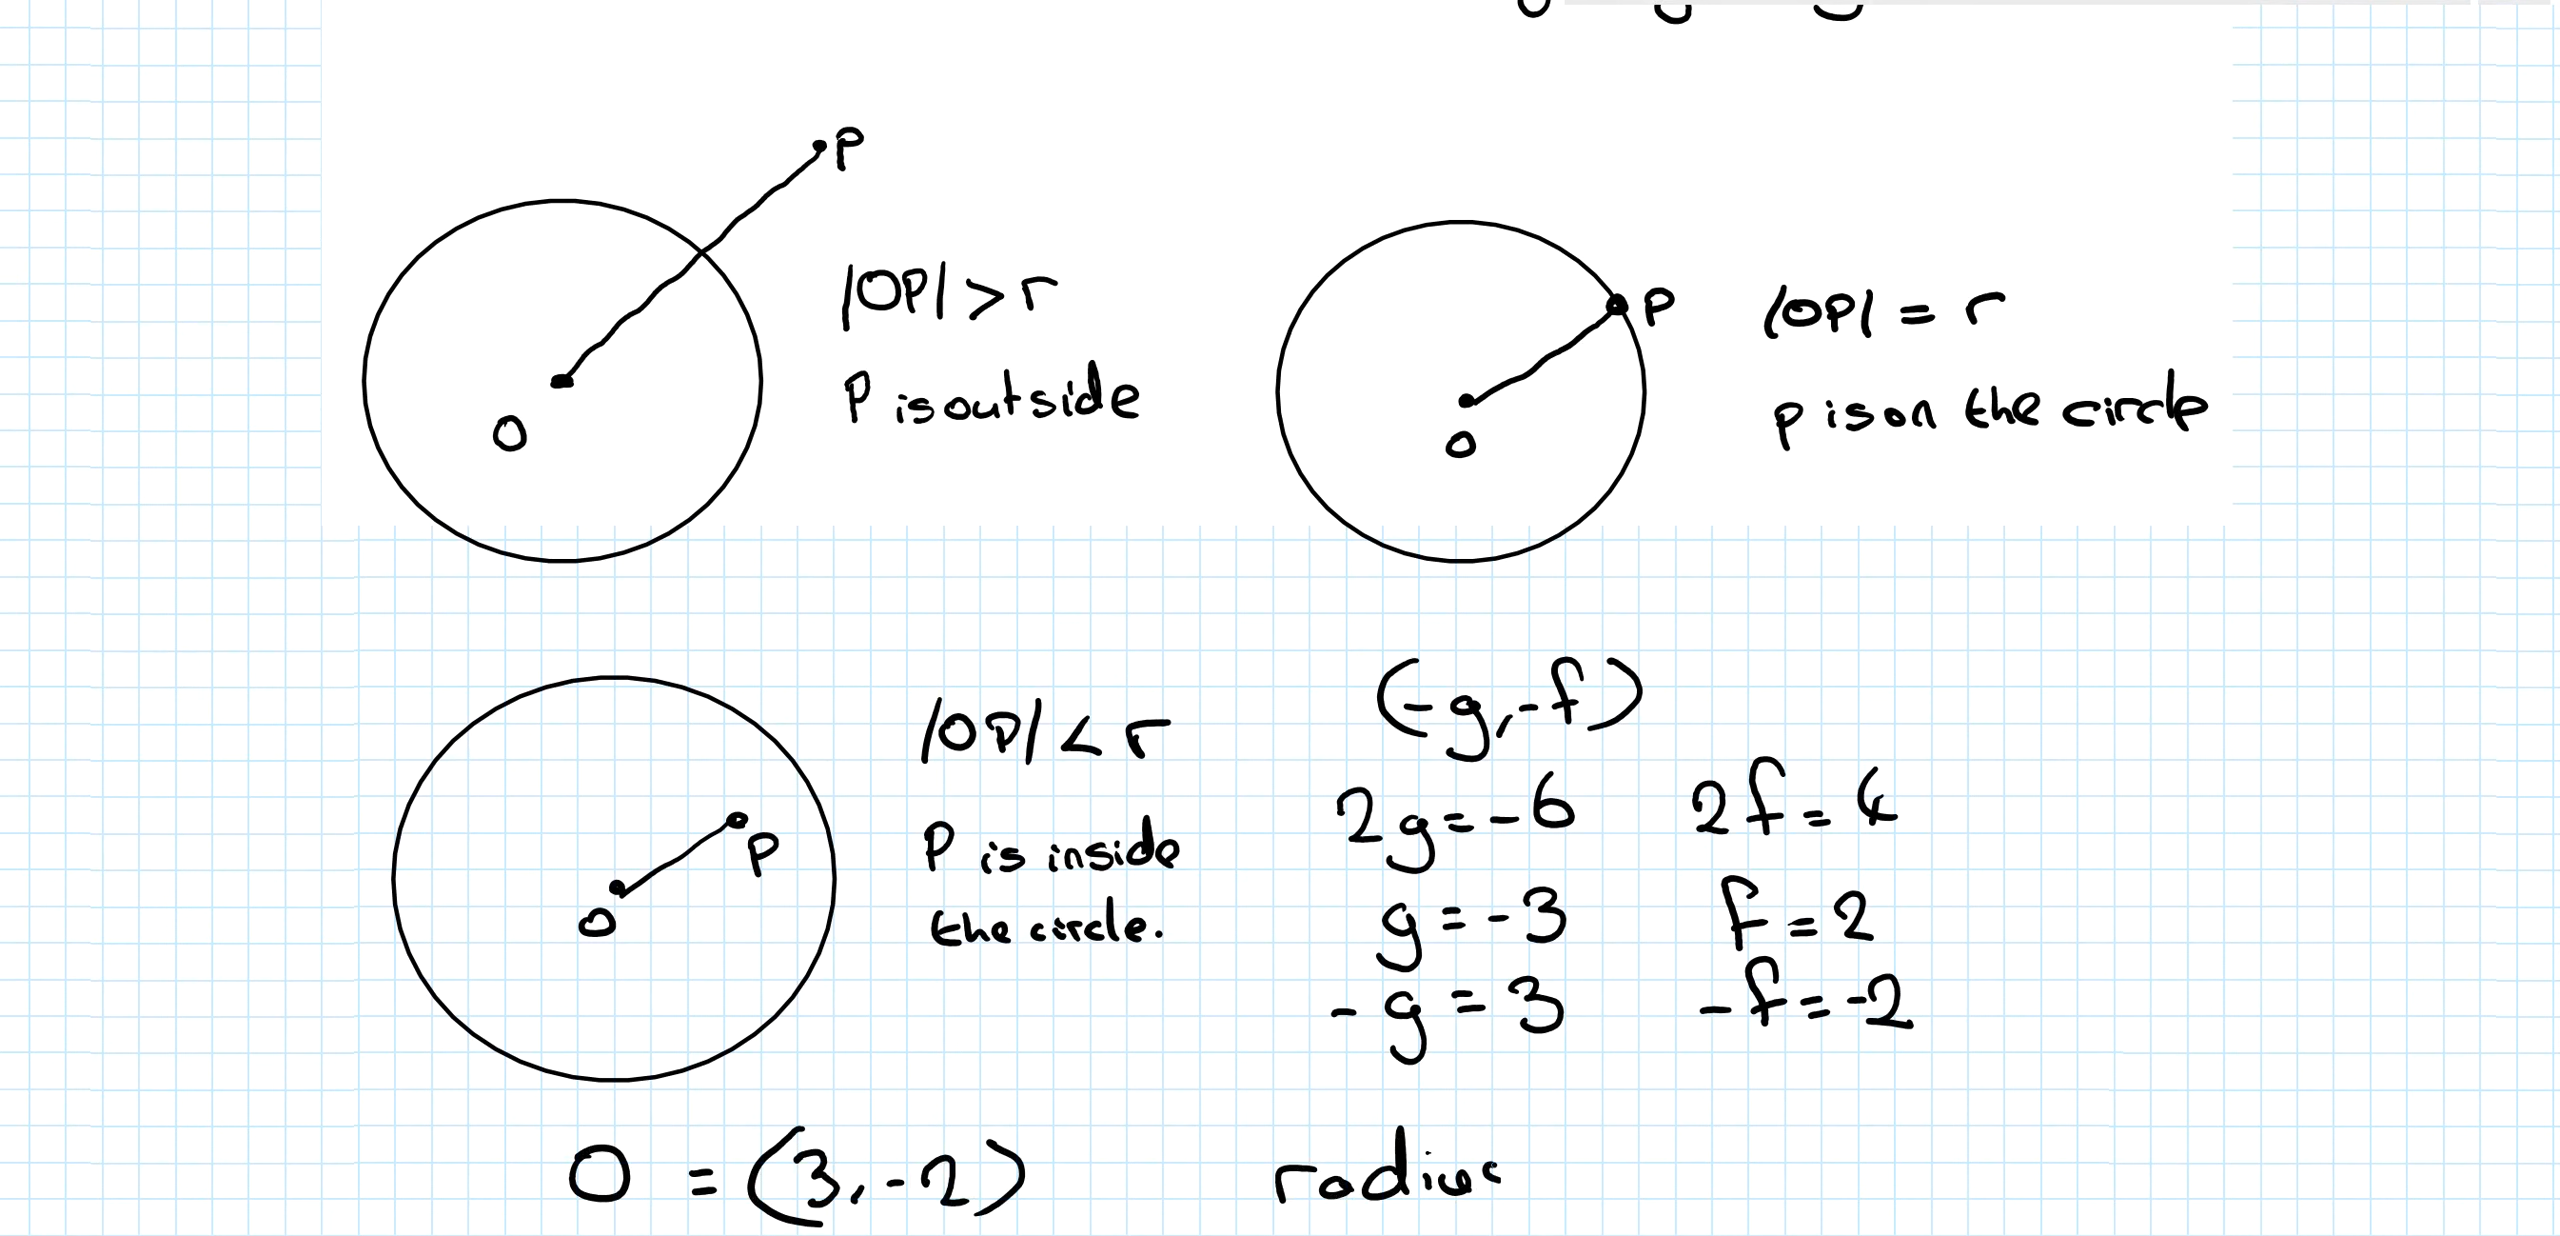 P
|OP| > r
P is outside
O
P
|OP| = r
P is on the circle
O
|OP| < r
P is inside
the circle.
P
O
(-g, -f)
2g = -6 2f = 4
g = -3 f = 2
-g = 3 -f = -2
O = (3, -2) radius